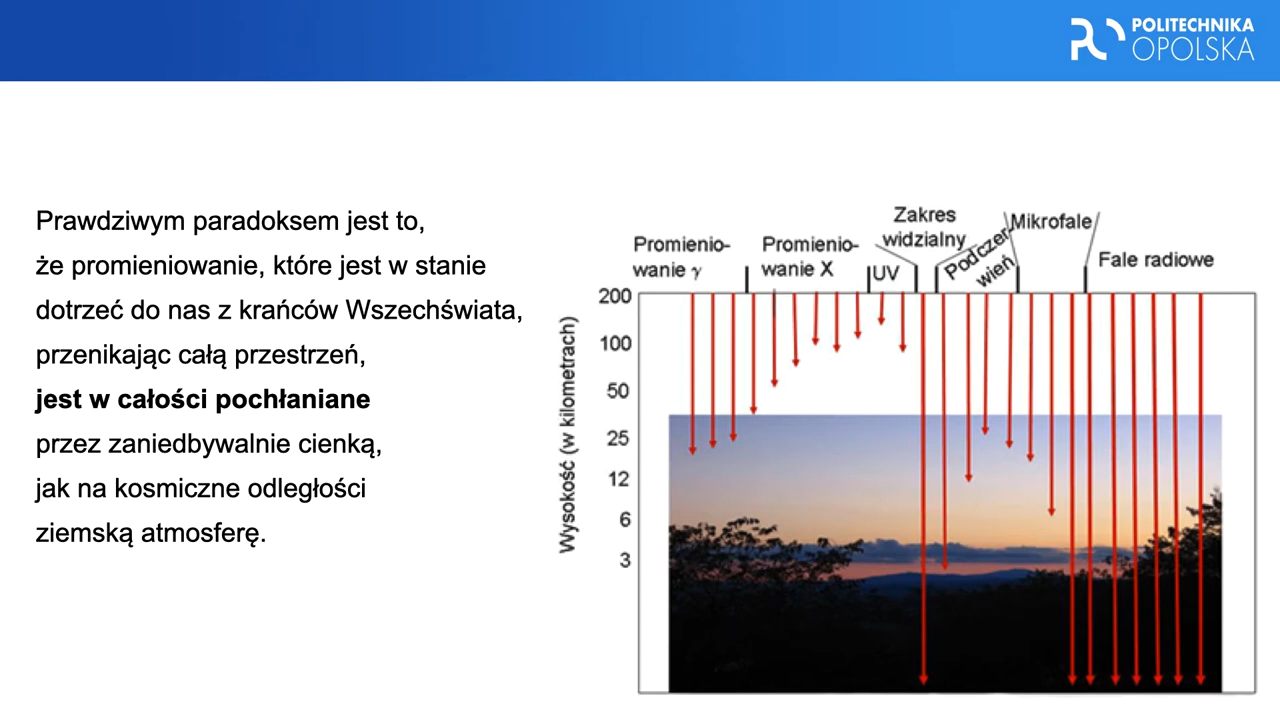 POLITECHNIKA
OPOLSKA
Prawdziwym paradoksem jest to,
że promieniowanie, które jest w stanie
dotrzeć do nas z krańców Wszechświata,
przenikając całą przestrzeń,
jest w całości pochłaniane
przez zaniedbywalnie cienką,
jak na kosmiczne odległości
ziemską atmosferę.
Promienio-
wanie γ
Promienio-
wanie X
UV
Zakres
widzialny
Podczer-
wień
Mikrofale
Fale radiowe
Wysokość (w kilometrach)
200
100
50
25
12
6
3